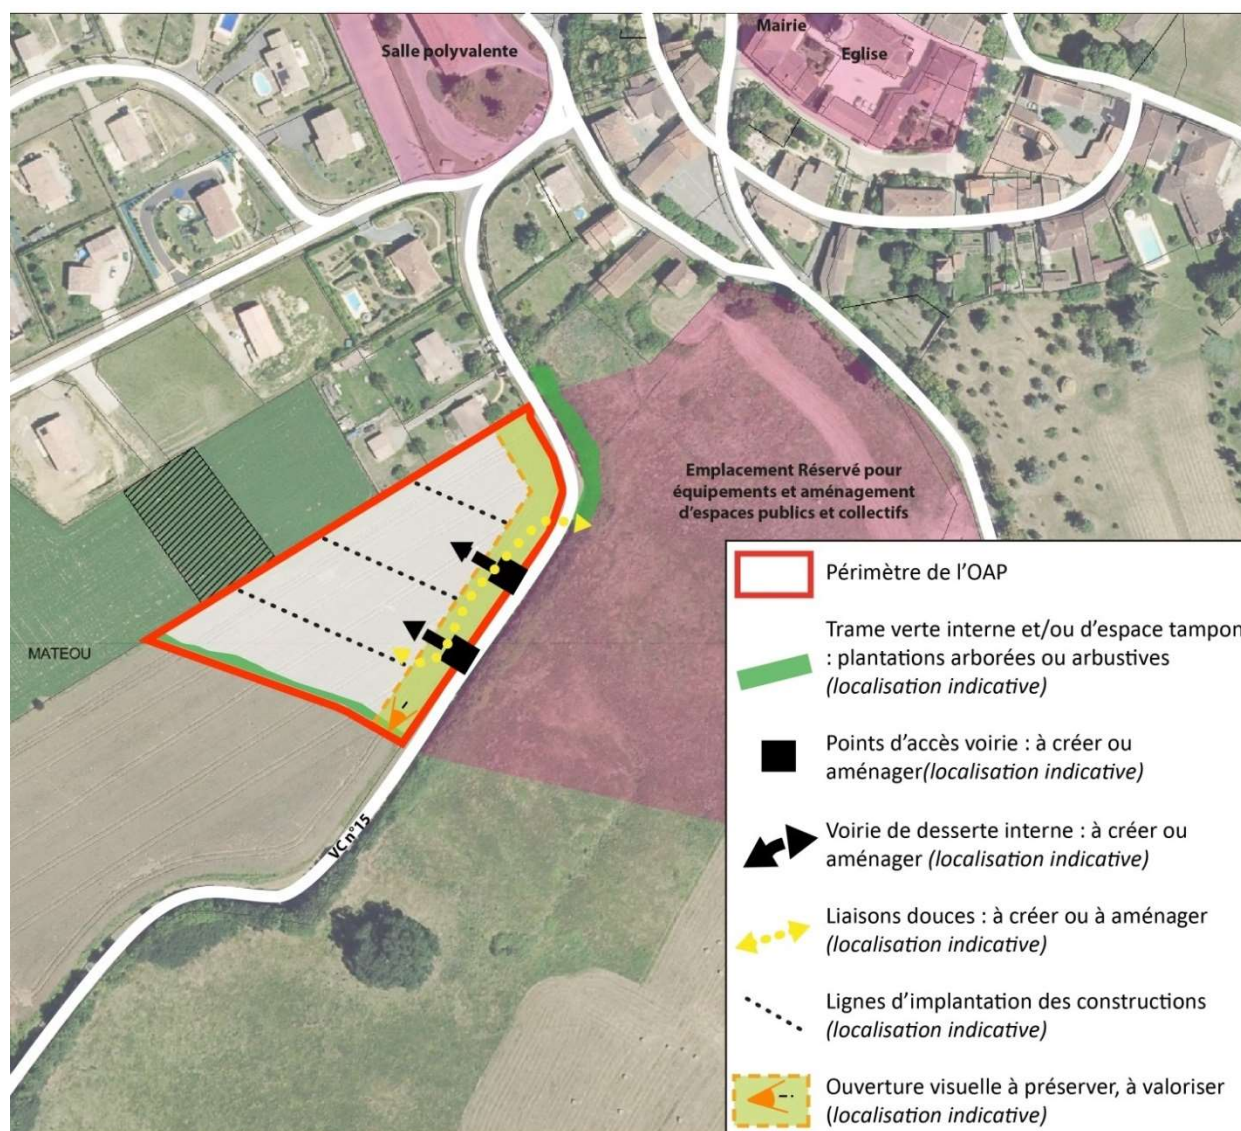 Mairie
Salle polyvalente
Eglise
Emplacement Réservé pour
équipements et aménagement
d'espaces publics et collectifs
MATEOU
VC n°15
Périmètre de l'OAP
Trame verte interne et/ou d'espace tampon
: plantations arborées ou arbustives
(localisation indicative)
Points d'accès voirie : à créer ou
aménager(localisation indicative)
Voirie de desserte interne : à créer ou
aménager (localisation indicative)
Liaisons douces : à créer ou à aménager
(localisation indicative)
Lignes d'implantation des constructions
(localisation indicative)
Ouverture visuelle à préserver, à valoriser
(localisation indicative)